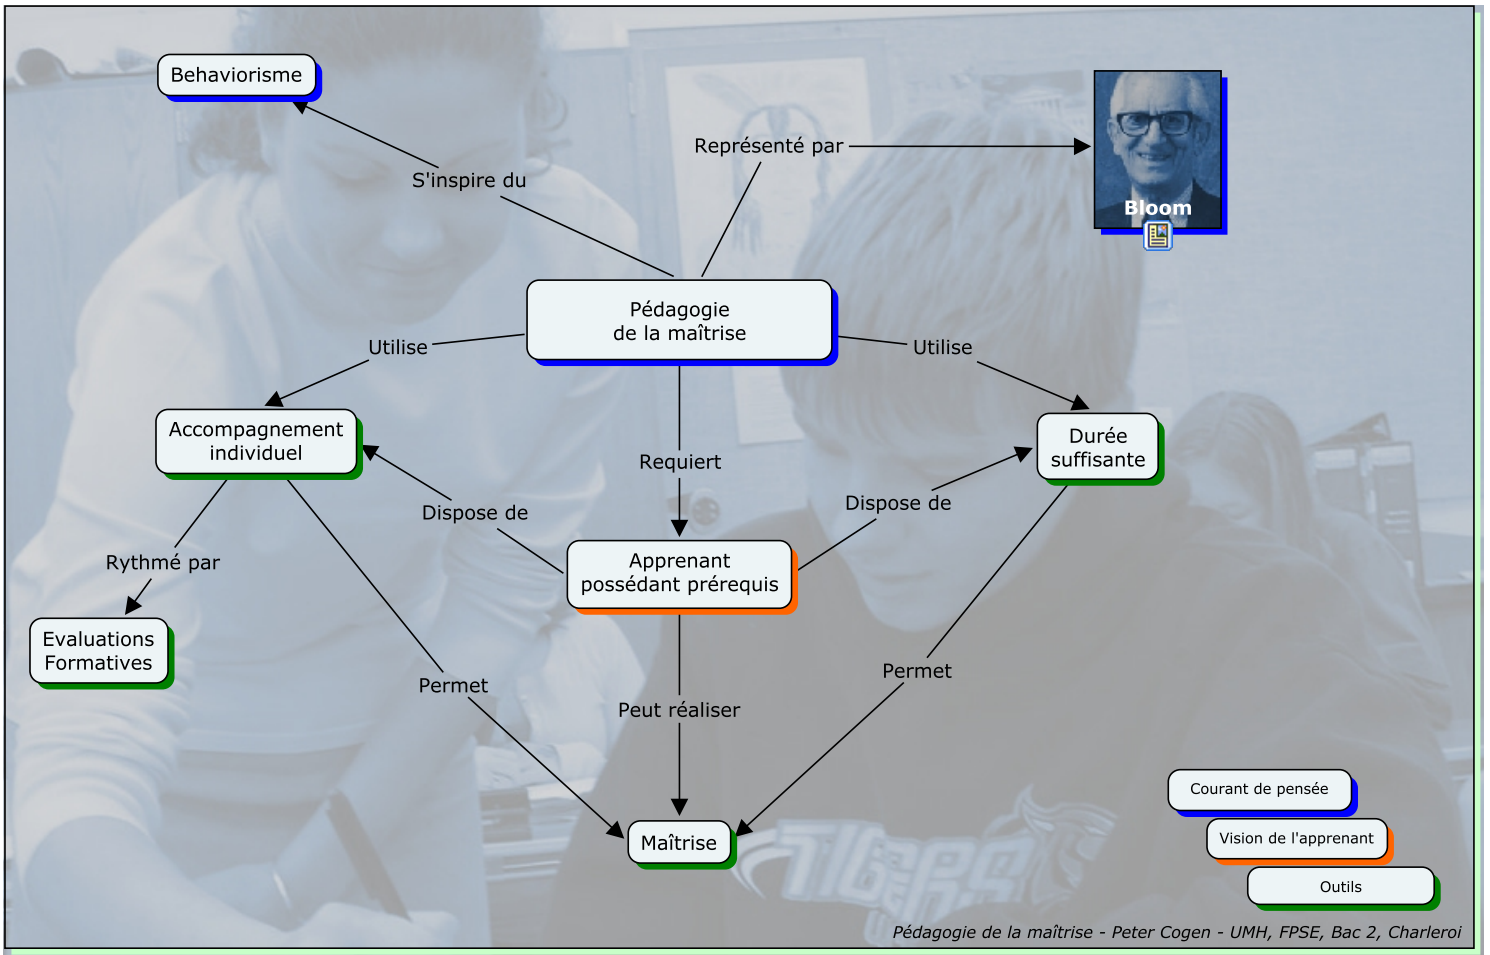 Behaviorisme
Représenté par
S'inspire du
Bloom
Pédagogie
de la maîtrise
Utilise
Utilise
Accompagnement
individuel
Durée
suffisante
Requiert
Dispose de
Dispose de
Rythmé par
Apprenant
possédant prérequis
Evaluations
Formatives
Permet
Permet
Peut réaliser
Maîtrise
Courant de pensée
Vision de l'apprenant
Outils
TIGERS
Pédagogie de la maîtrise - Peter Cogen - UMH, FPSE, Bac 2, Charleroi